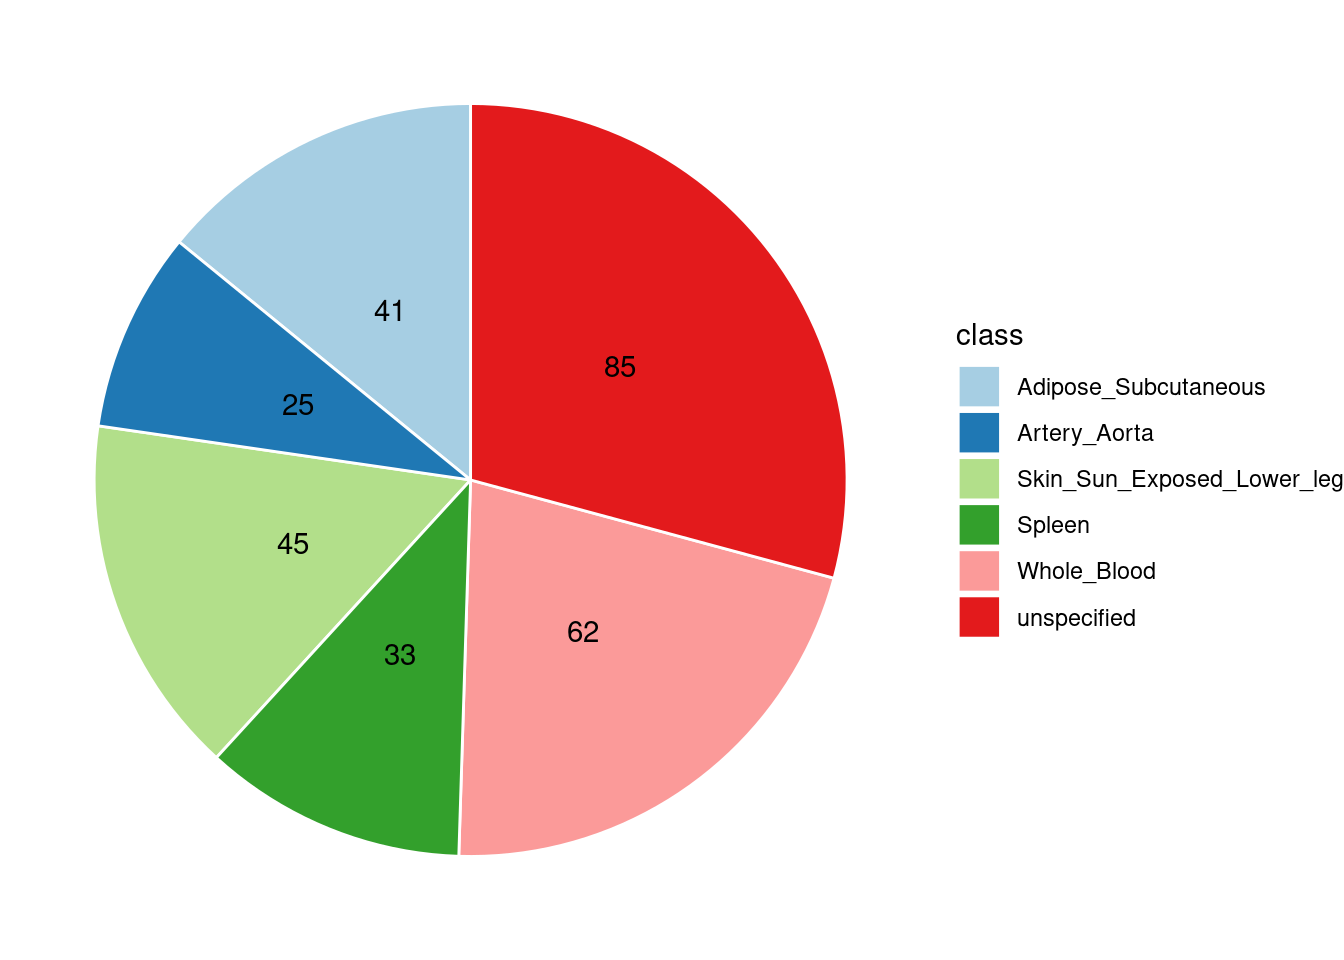 41
85
25
45
62
33
class
Adipose_Subcutaneous
Artery_Aorta
Skin_Sun_Exposed_Lower_leg
Spleen
Whole_Blood
unspecified